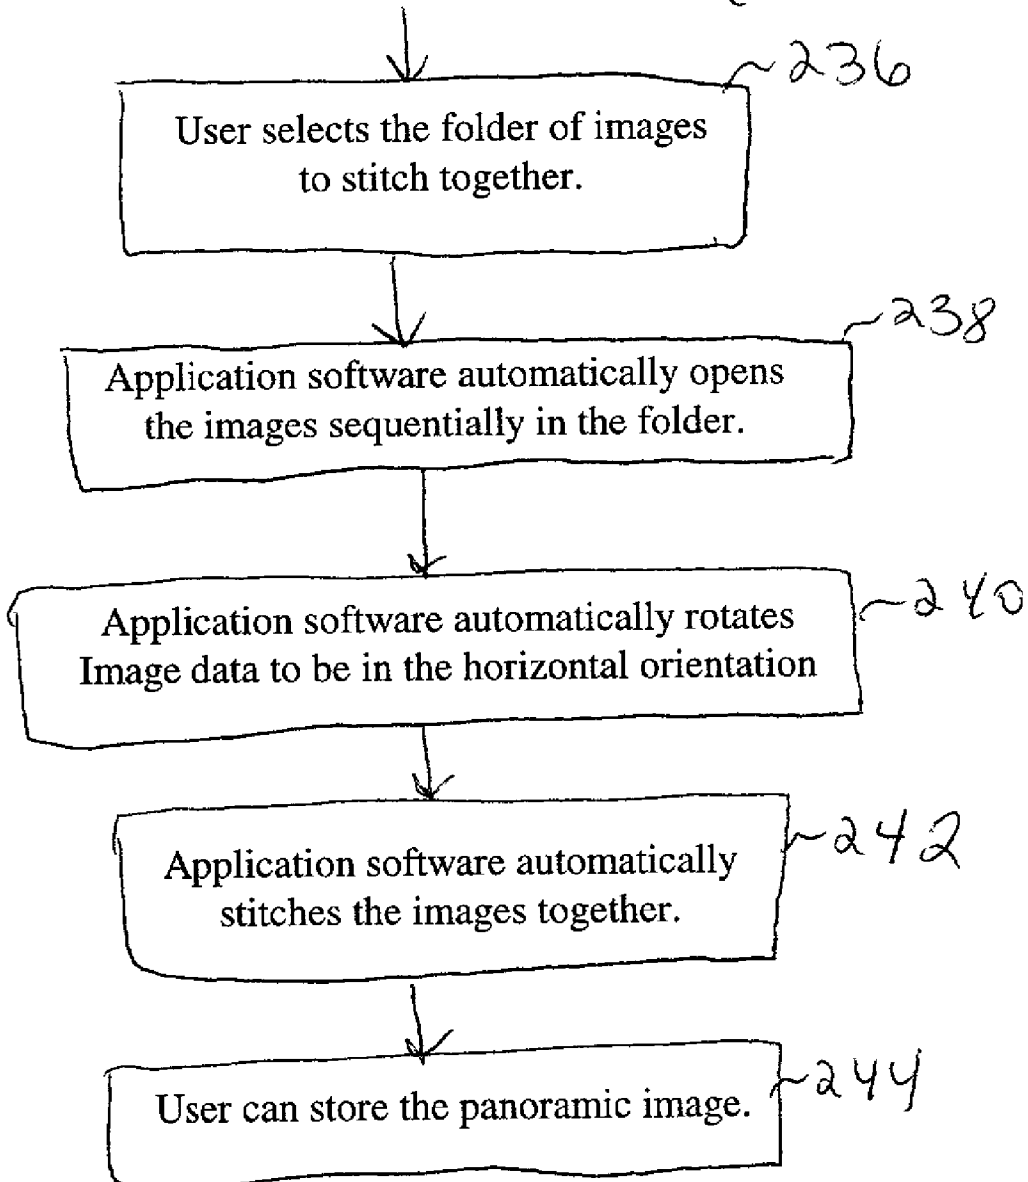 236
User selects the folder of images
to stitch together.
238
Application software automatically opens
the images sequentially in the folder.
240
Application software automatically rotates
Image data to be in the horizontal orientation
242
Application software automatically
stitches the images together.
244
User can store the panoramic image.